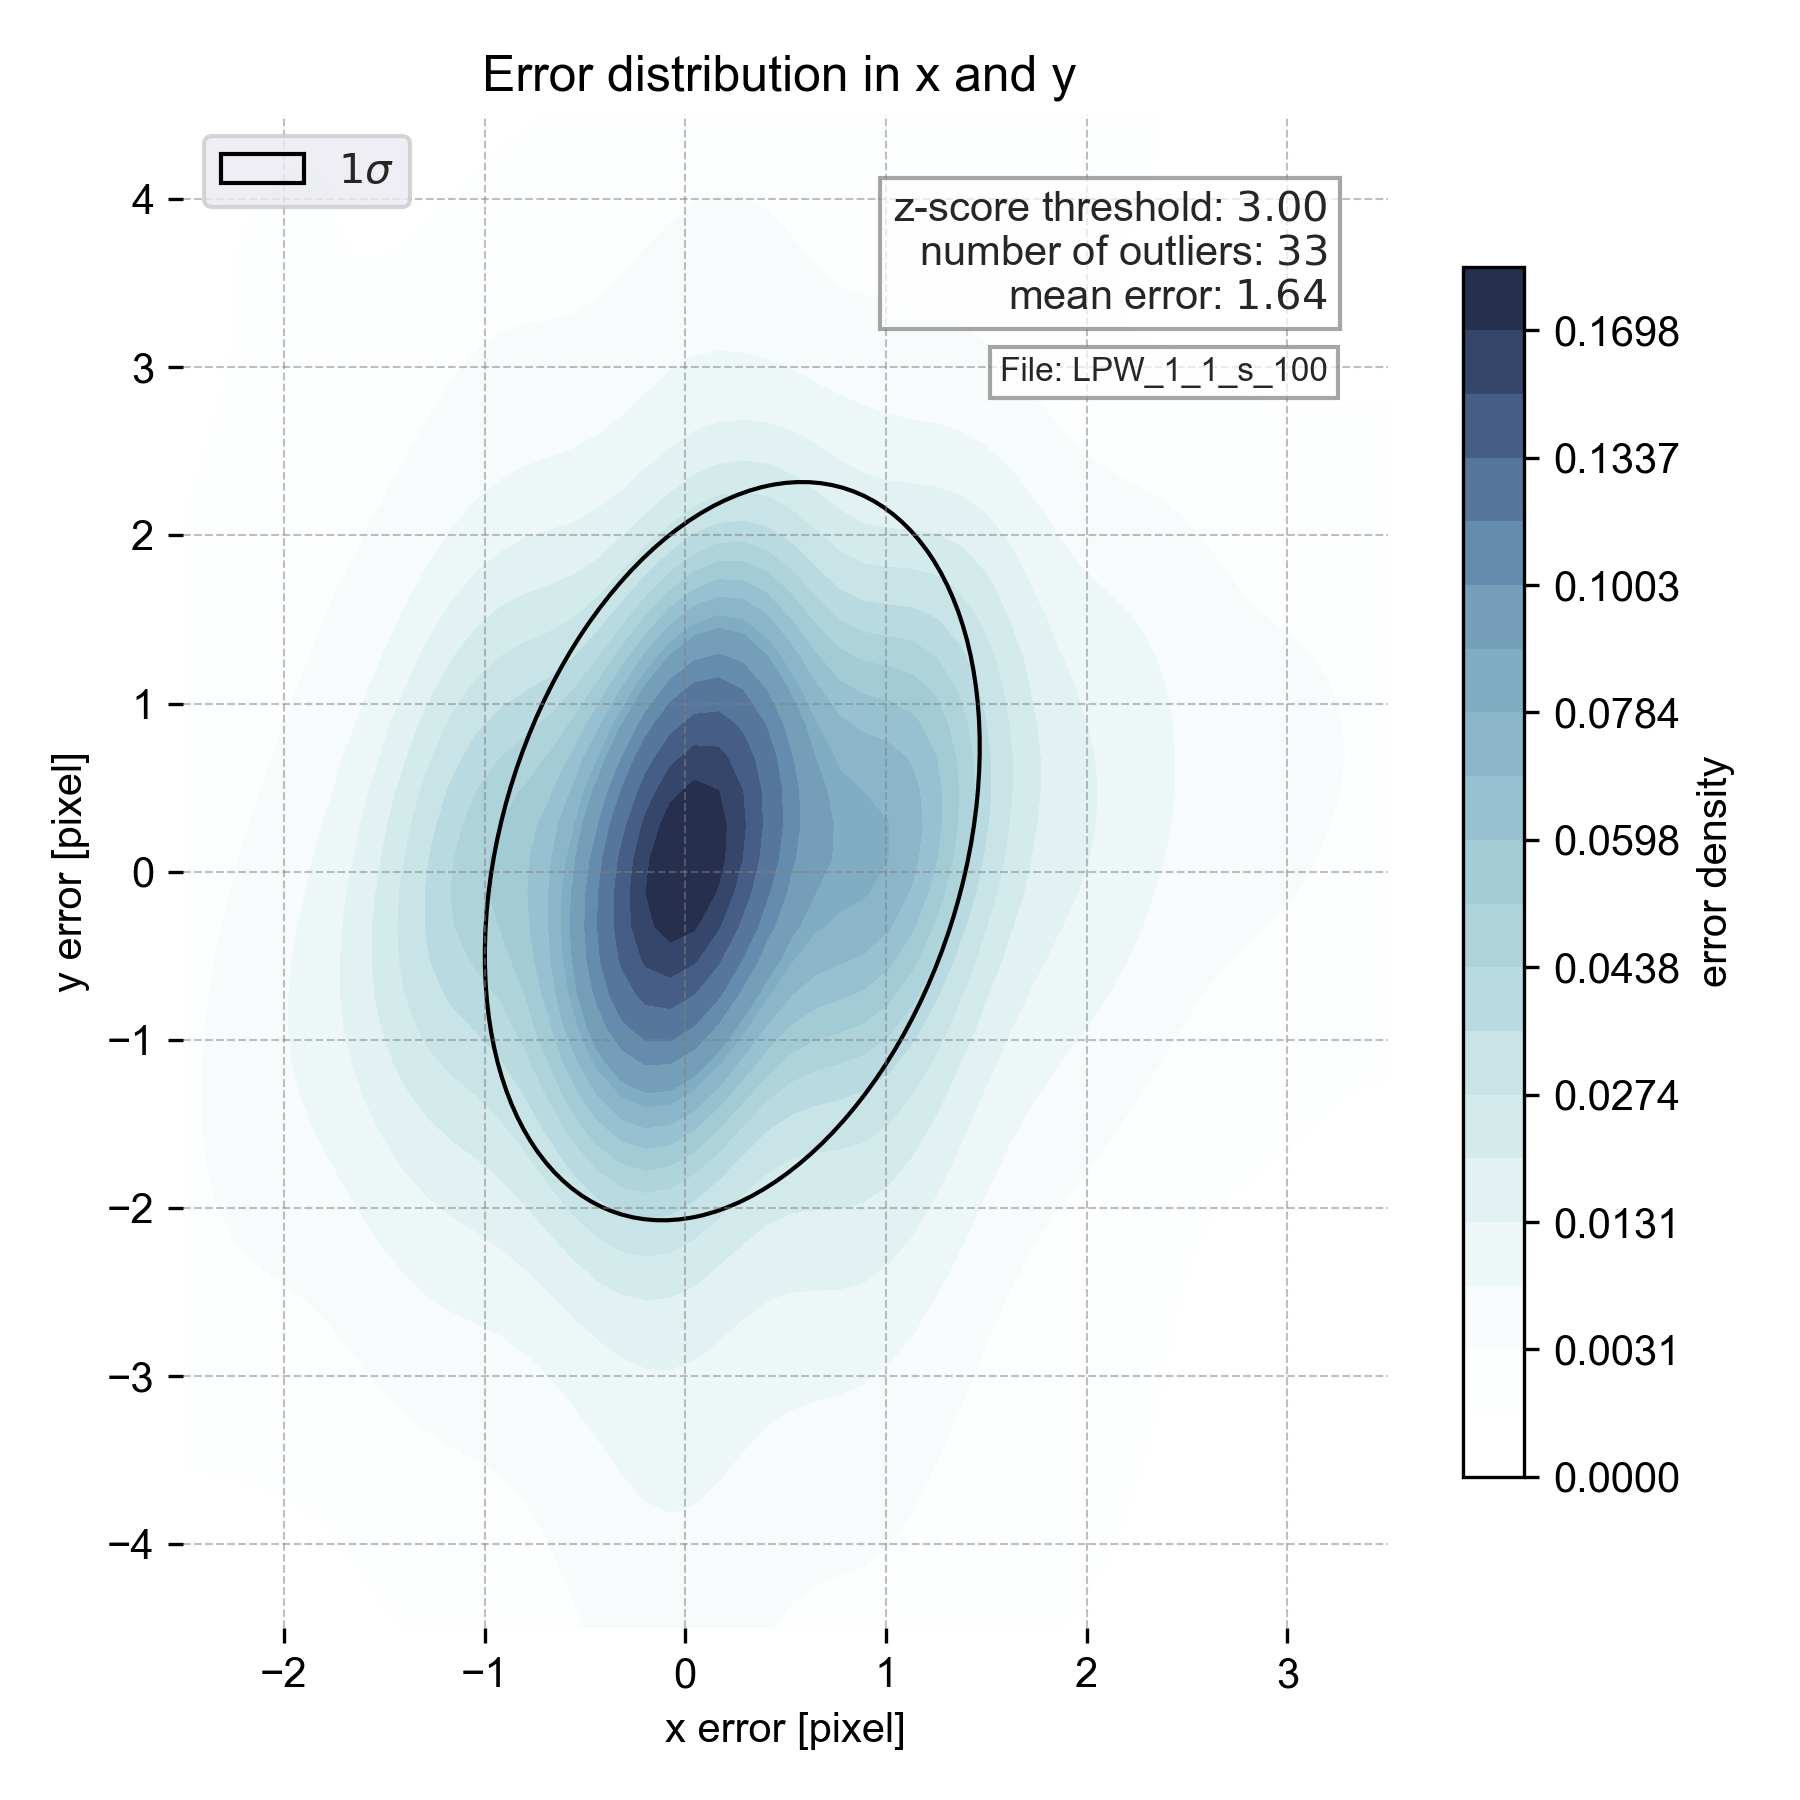 Error distribution in x and y
1σ
z-score threshold: 3.00
number of outliers: 33
mean error: 1.64
File: LPW_1_1_s_100
4
3
2
1
0
−1
−2
−3
−4
y error [pixel]
−2
−1
0
1
2
3
x error [pixel]
0.1698
0.1337
0.1003
0.0784
0.0598
0.0438
0.0274
0.0131
0.0031
0.0000
error density